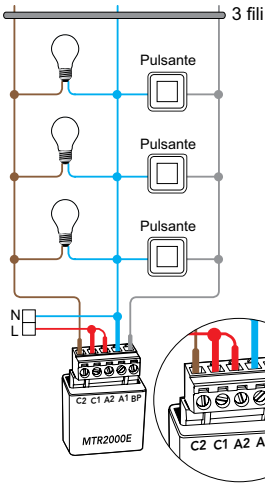 3 fili
Pulsante
Pulsante
Pulsante
N
L
C2 C1 A2 A1 BP
MTR2000E
C2 C1 A2 A